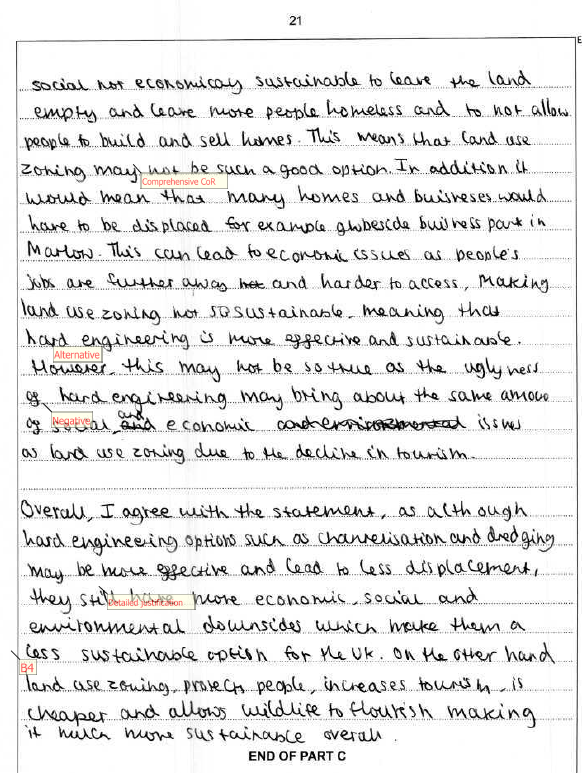 21
E
social nor economicay sustainable to leave the land
empty and leave more people homeless and to not allow
people to build and sell homes. This means that land use
zoning may not be such a good option. In addition it
Comprehensive CoR
would mean that many homes and buisneses would
have to be displaced for example globeside buisness park in
Marlow. This can lead to economic issues as people's
jobs are further away and harder to access, Making
land use zoning not so sustainable, meaning that
hard engineering is more effective and sustainable.
Alternative
However, this may not be so true as the uglyness
of hard engineering may bring about the same amou
Negative
of social and economic and environmental issues
as land use zoning due to the decline in tourism.
Overall, I agree with the statement, as although
hard engineering options such as channelisation and dredging
may be more effective and lead to less displacement,
they still have more economic, social and
Detailed justification
environmental downsides which make them a
less sustainable option for the UK. On the other hand
B4
land use zoning, protects people, increases tourism, is
cheaper and allows wildlife to flourish making
it much more sustainable overall.
END OF PART C